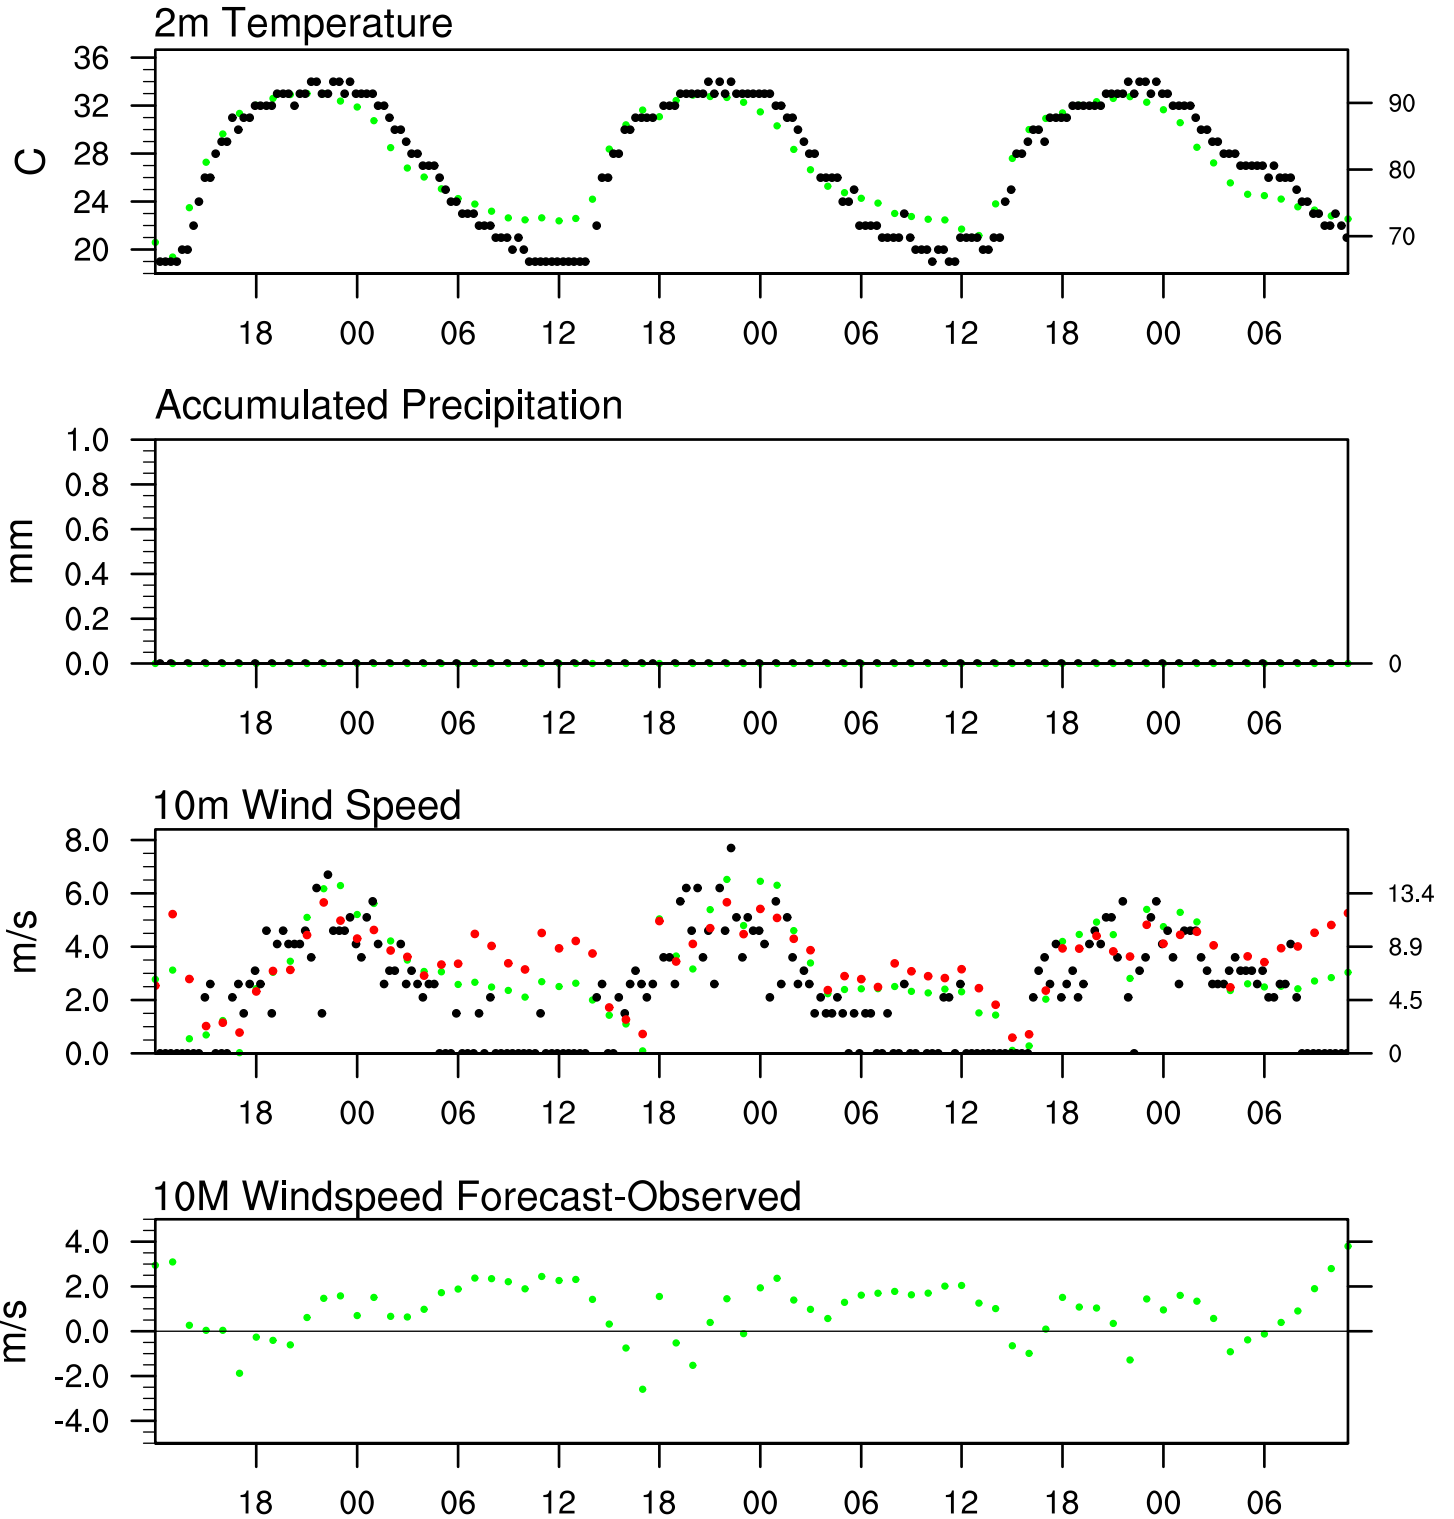 2m Temperature
36
32
28
24
20
C
90
80
70
18 00 06 12 18 00 06 12 18 00 06
Accumulated Precipitation
1.0
0.8
0.6
0.4
0.2
0.0
mm
0
18 00 06 12 18 00 06 12 18 00 06
10m Wind Speed
8.0
6.0
4.0
2.0
0.0
m/s
13.4
8.9
4.5
0
18 00 06 12 18 00 06 12 18 00 06
10M Windspeed Forecast-Observed
4.0
2.0
0.0
-2.0
-4.0
m/s
18 00 06 12 18 00 06 12 18 00 06